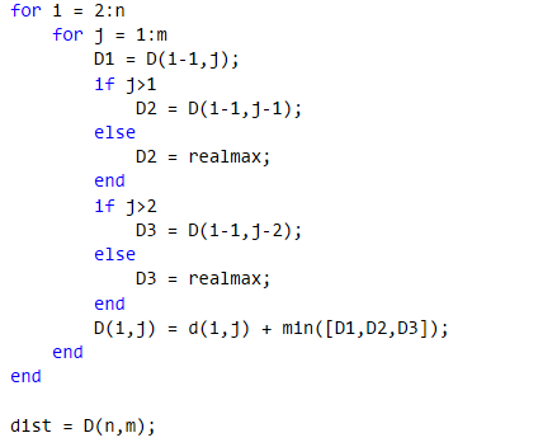 for i = 2:n
    for j = 1:m
        D1 = D(i-1,j);
        if j>1
            D2 = D(i-1,j-1);
        else
            D2 = realmax;
        end
        if j>2
            D3 = D(i-1,j-2);
        else
            D3 = realmax;
        end
        D(i,j) = d(i,j) + min([D1,D2,D3]);
    end
end
dist = D(n,m);